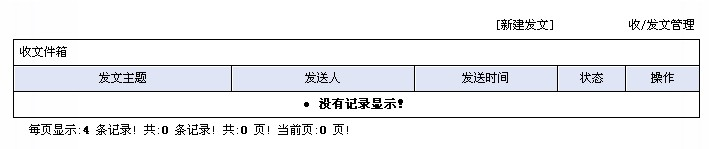 [新建发文] 收/发文管理
收文件箱
发文主题 发送人 发送时间 状态 操作
• 没有记录显示!
每页显示:4 条记录! 共:0 条记录! 共:0 页! 当前页:0 页!